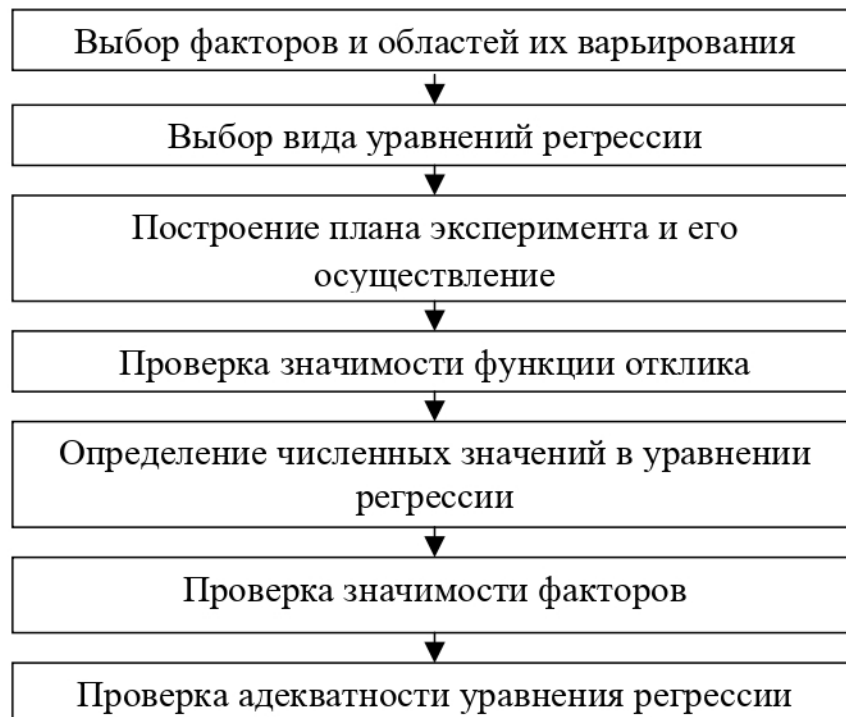 Выбор факторов и областей их варьирования
Выбор вида уравнений регрессии
Построение плана эксперимента и его
осуществление
Проверка значимости функции отклика
Определение численных значений в уравнении
регрессии
Проверка значимости факторов
Проверка адекватности уравнения регрессии